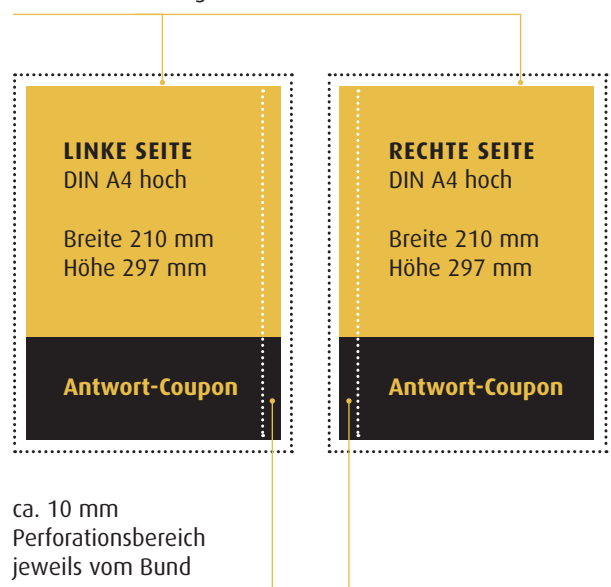 LINKE SEITE
DIN A4 hoch
Breite 210 mm
Höhe 297 mm
Antwort-Coupon
RECHTE SEITE
DIN A4 hoch
Breite 210 mm
Höhe 297 mm
Antwort-Coupon
ca. 10 mm
Perforationsbereich
jeweils vom Bund